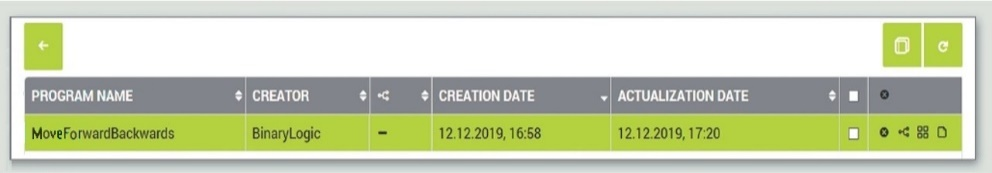 PROGRAM NAME CREATOR CREATION DATE ACTUALIZATION DATE
MoveForwardBackwards BinaryLogic – 12.12.2019, 16:58 12.12.2019, 17:20